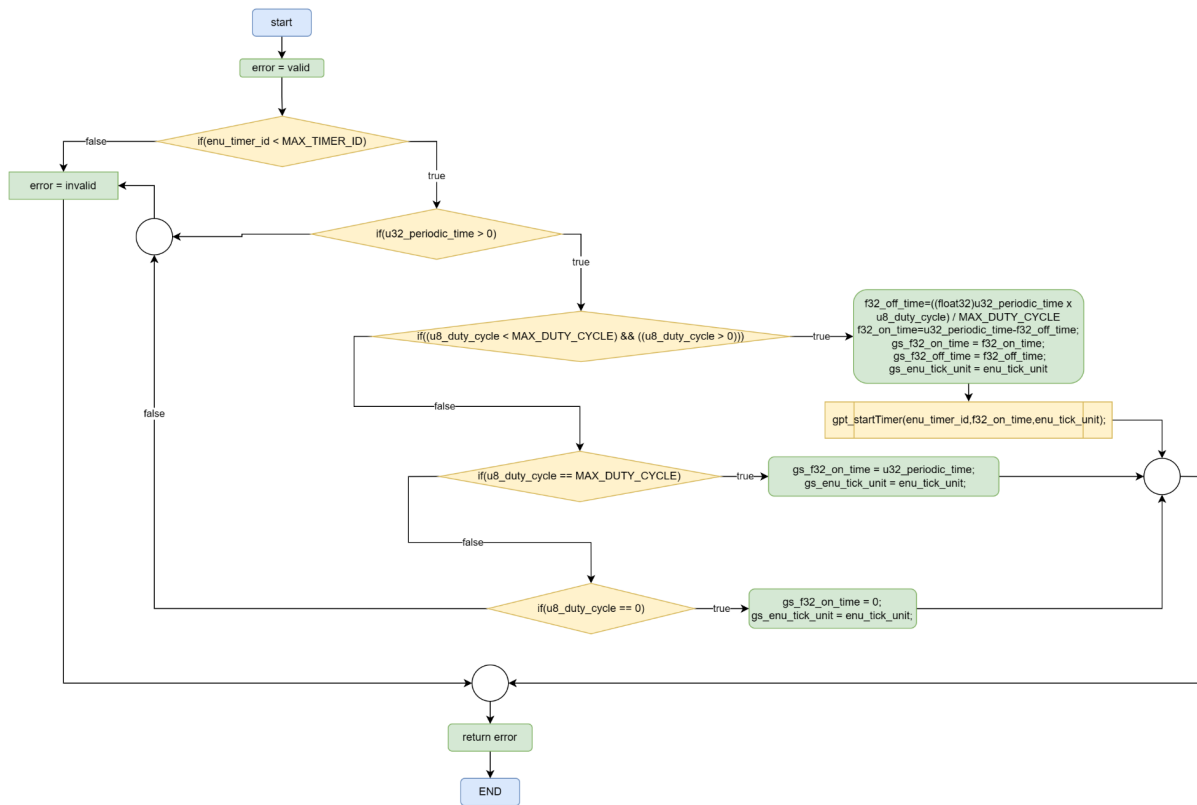 start
error = valid
if(enu_timer_id < MAX_TIMER_ID)
false
true
error = invalid
if(u32_periodic_time > 0)
true
if((u8_duty_cycle < MAX_DUTY_CYCLE) && ((u8_duty_cycle > 0)))
true
f32_off_time=((float32)u32_periodic_time x
u8_duty_cycle) / MAX_DUTY_CYCLE
f32_on_time=u32_periodic_time-f32_off_time;
gs_f32_on_time = f32_on_time;
gs_f32_off_time = f32_off_time;
gs_enu_tick_unit = enu_tick_unit
false
false
gpt_startTimer(enu_timer_id,f32_on_time,enu_tick_unit);
if(u8_duty_cycle == MAX_DUTY_CYCLE)
true
gs_f32_on_time = u32_periodic_time;
gs_enu_tick_unit = enu_tick_unit;
false
if(u8_duty_cycle == 0)
true
gs_f32_on_time = 0;
gs_enu_tick_unit = enu_tick_unit;
return error
END